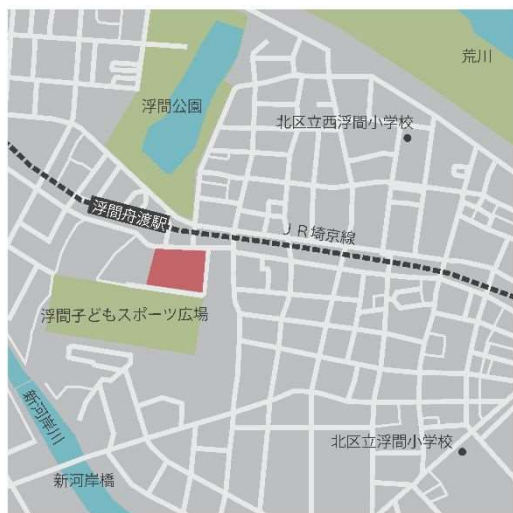 荒川
浮間公園
北区立西浮間小学校
浮間舟渡駅
ＪＲ埼京線
浮間子どもスポーツ広場
新河岸川
北区立浮間小学校
新河岸橋